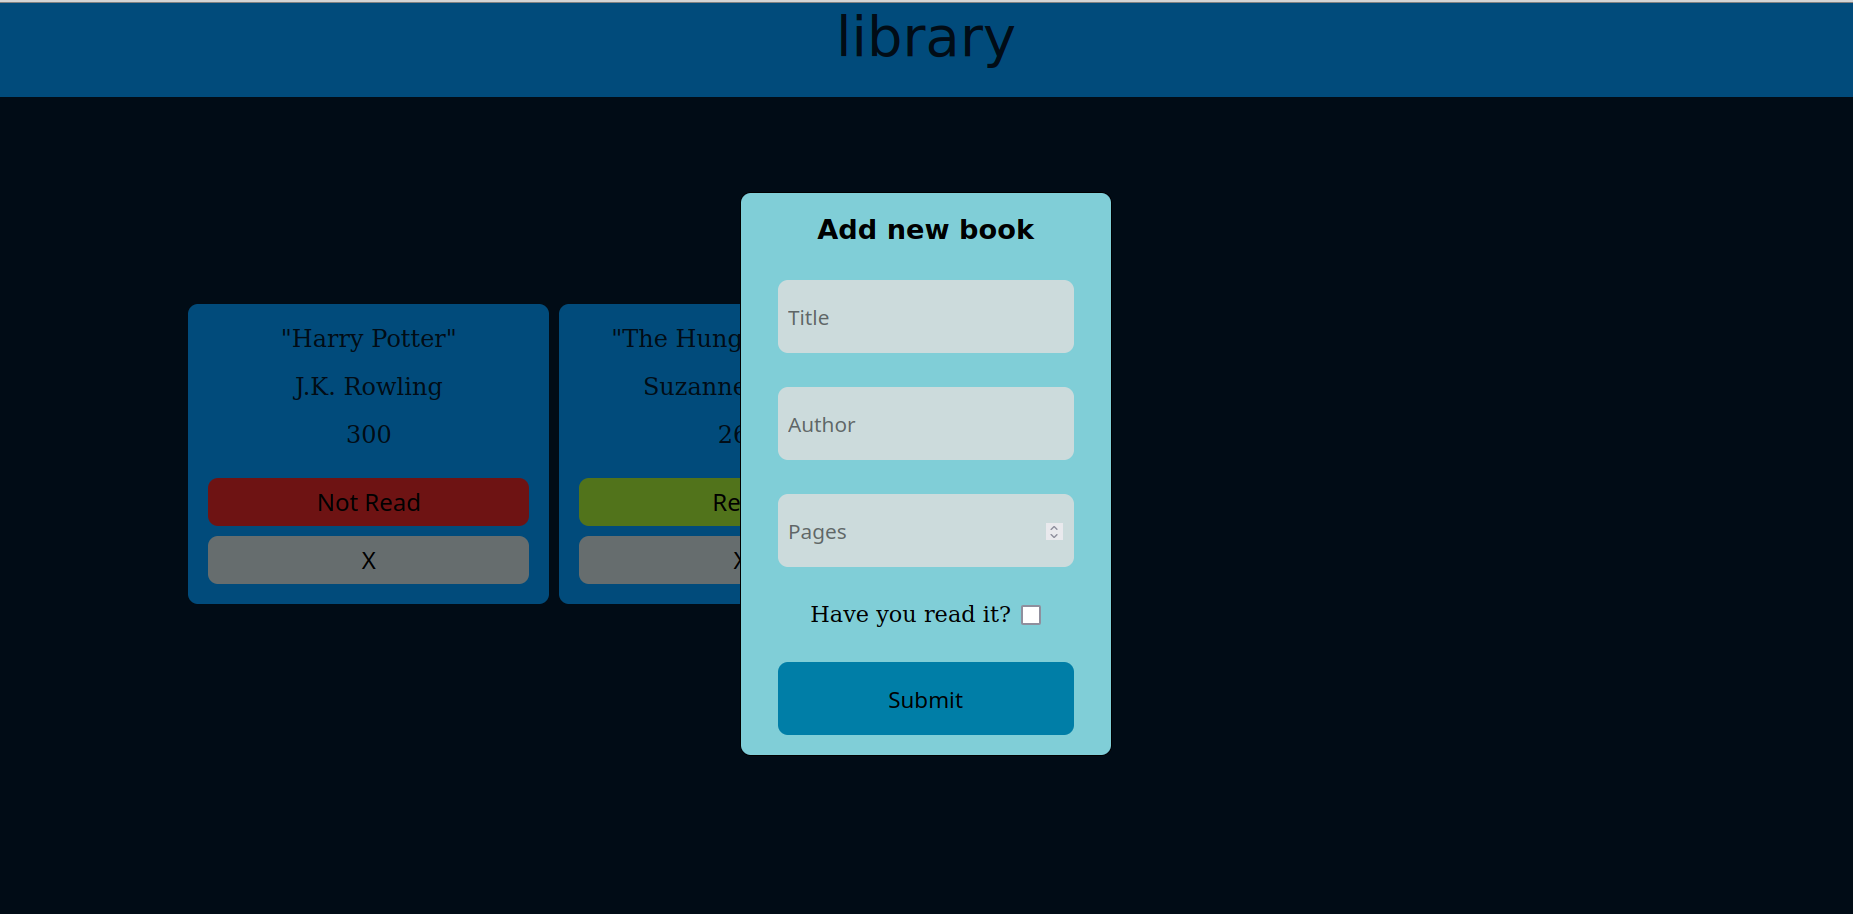 library
"Harry Potter"
J.K. Rowling
300
Not Read
X
"The Hung
Suzanne
26
Re
X
Add new book
Title
Author
Pages
Have you read it?
Submit